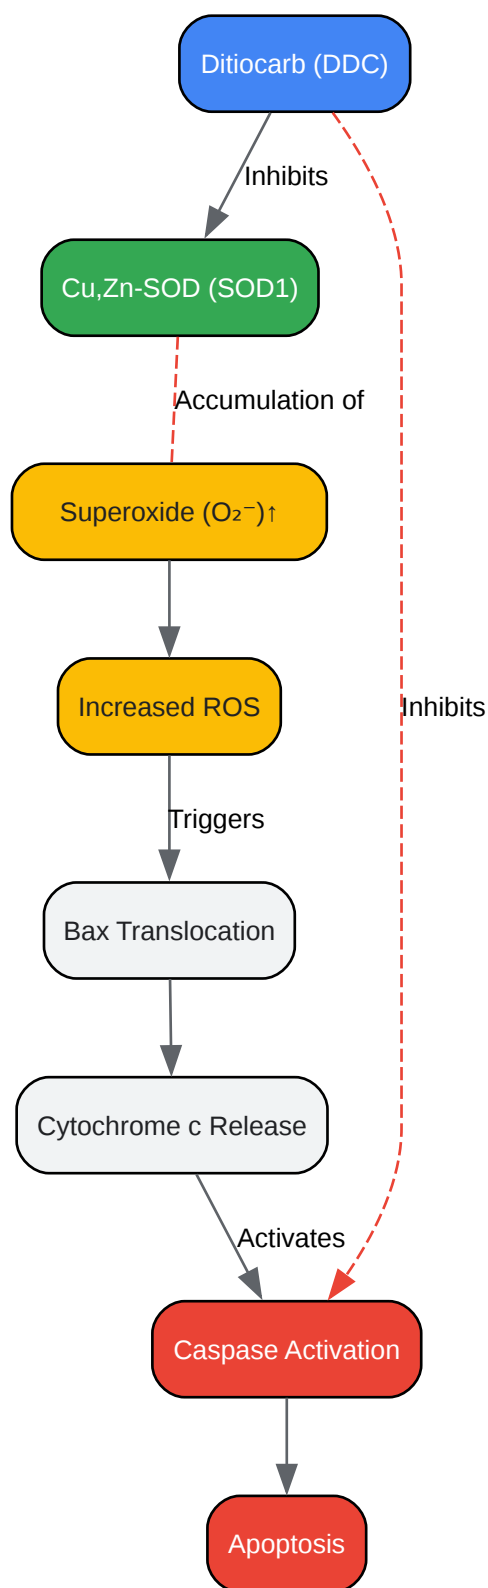 Ditiocarb (DDC)
Inhibits
Cu,Zn-SOD (SOD1)
Accumulation of
Superoxide (O₂⁻)↑
Increased ROS
Inhibits
Triggers
Bax Translocation
Cytochrome c Release
Activates
Caspase Activation
Apoptosis